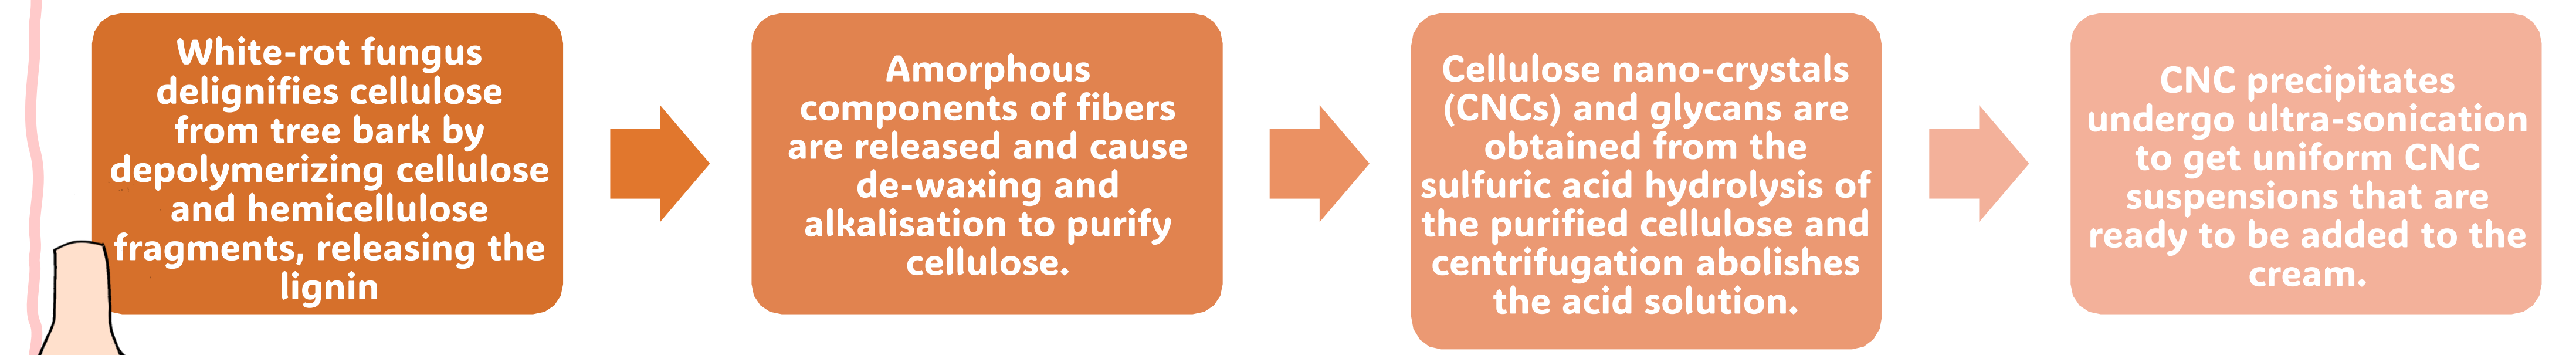 White-rot fungus
delignifies cellulose
from tree bark by
depolymerizing cellulose
and hemicellulose
fragments, releasing the
lignin
Amorphous
components of fibers
are released and cause
de-waxing and
alkalisation to purify
cellulose.
Cellulose nano-crystals
(CNCs) and glycans are
obtained from the
sulfuric acid hydrolysis of
the purified cellulose and
centrifugation abolishes
the acid solution.
CNC precipitates
undergo ultra-sonication
to get uniform CNC
suspensions that are
ready to be added to the
cream.